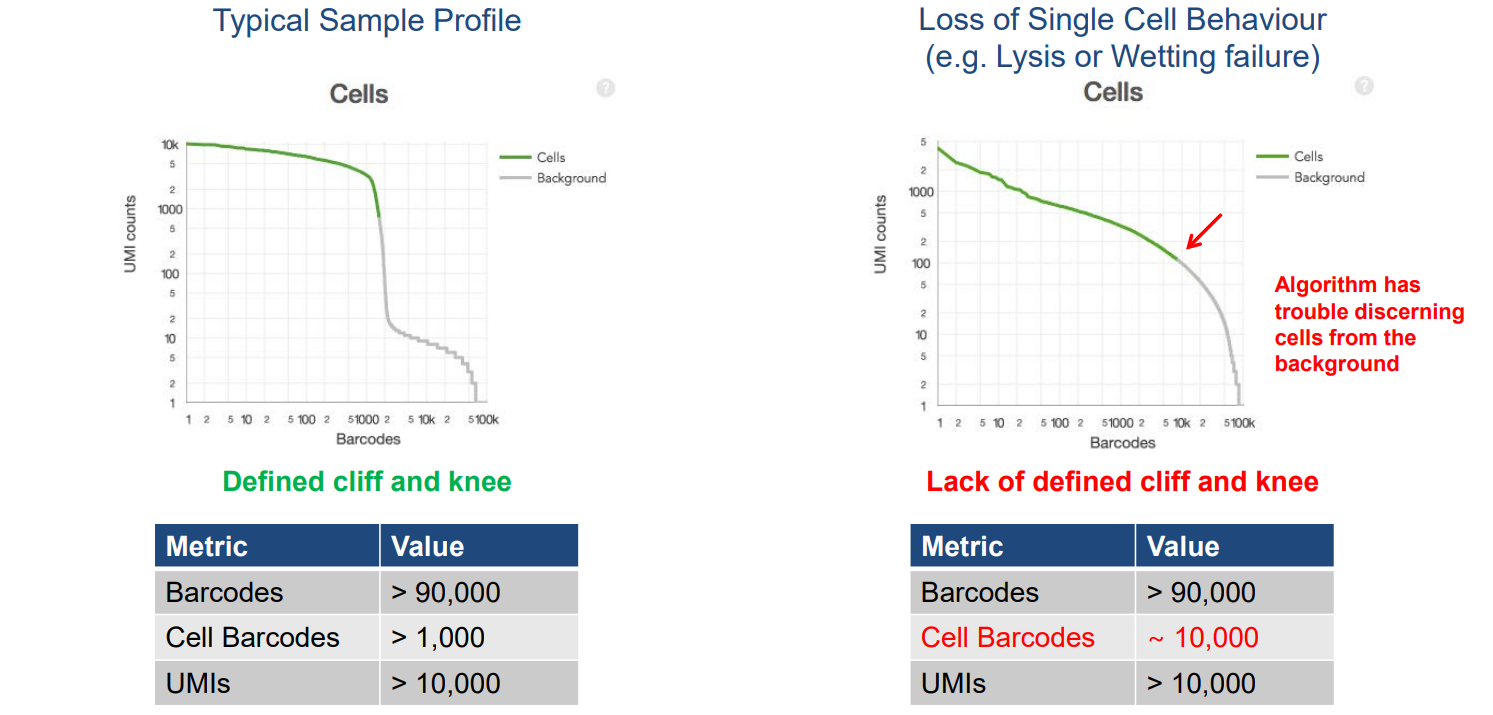 Typical Sample Profile
Cells
?
10k
5
2
1000
5
2
100
5
2
10
5
2
1
UMI counts
1 2 5 10 2 5 100 2 5 1000 2 5 10k 2 5 100k
Barcodes
Cells
Background
Defined cliff and knee
Metric Value
Barcodes > 90,000
Cell Barcodes > 1,000
UMIs > 10,000
Loss of Single Cell Behaviour
(e.g. Lysis or Wetting failure)
Cells
?
5
2
1000
5
2
100
5
2
10
5
2
1
UMI counts
1 2 5 10 2 5 100 2 5 1000 2 5 10k 2 5 100k
Barcodes
Cells
Background
Algorithm has
trouble discerning
cells from the
background
Lack of defined cliff and knee
Metric Value
Barcodes > 90,000
Cell Barcodes ~ 10,000
UMIs > 10,000